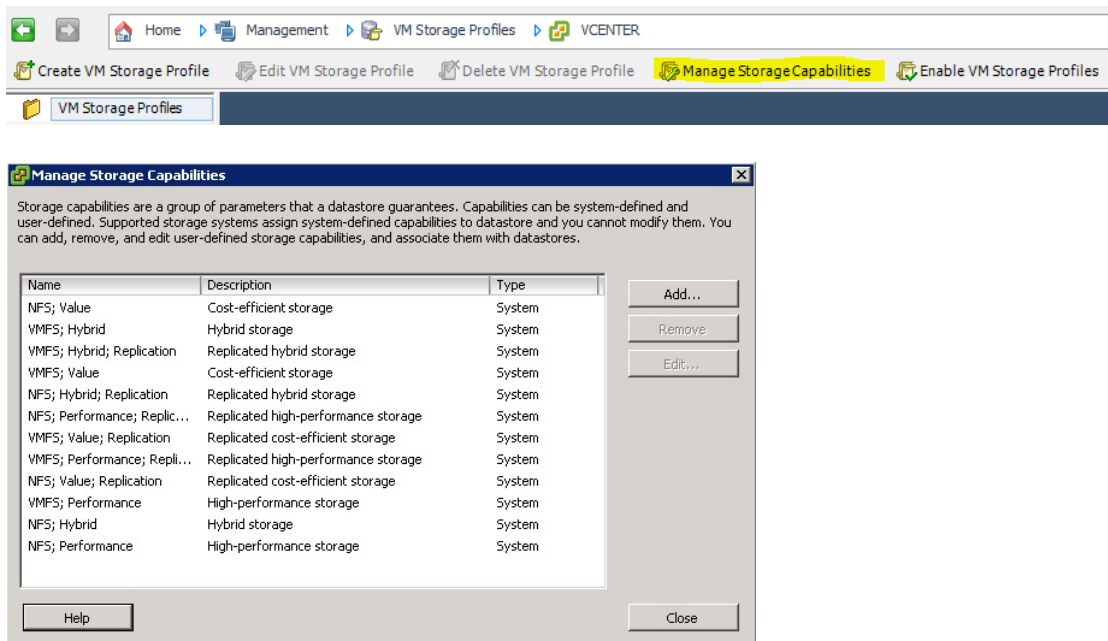 Home Management VM Storage Profiles VCENTER
Create VM Storage Profile Edit VM Storage Profile Delete VM Storage Profile Manage Storage Capabilities Enable VM Storage Profiles
VM Storage Profiles
Manage Storage Capabilities
Storage capabilities are a group of parameters that a datastore guarantees. Capabilities can be system-defined and
user-defined. Supported storage systems assign system-defined capabilities to datastore and you cannot modify them. You
can add, remove, and edit user-defined storage capabilities, and associate them with datastores.
Name Description Type
Add...
NFS; Value Cost-efficient storage System
VMFS; Hybrid Hybrid storage System
Remove
VMFS; Hybrid; Replication Replicated hybrid storage System
Edit...
VMFS; Value Cost-efficient storage System
NFS; Hybrid; Replication Replicated hybrid storage System
NFS; Performance; Replic... Replicated high-performance storage System
VMFS; Value; Replication Replicated cost-efficient storage System
VMFS; Performance; Repli... Replicated high-performance storage System
NFS; Value; Replication Replicated cost-efficient storage System
VMFS; Performance High-performance storage System
NFS; Hybrid Hybrid storage System
NFS; Performance High-performance storage System
Help Close